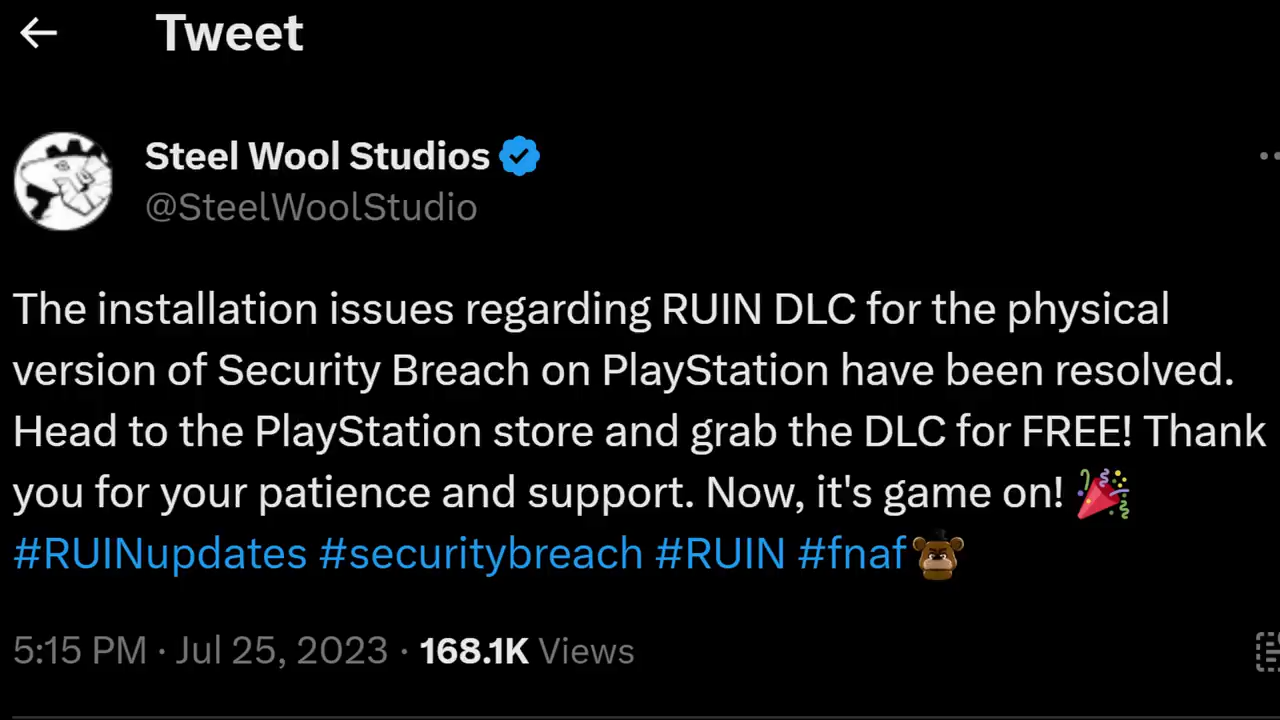 Tweet
Steel Wool Studios
@SteelWoolStudio
The installation issues regarding RUIN DLC for the physical
version of Security Breach on PlayStation have been resolved.
Head to the PlayStation store and grab the DLC for FREE! Thank
you for your patience and support. Now, it's game on! 🎉
#RUINupdates #securitybreach #RUIN #fnaf
5:15 PM · Jul 25, 2023 · 168.1K Views